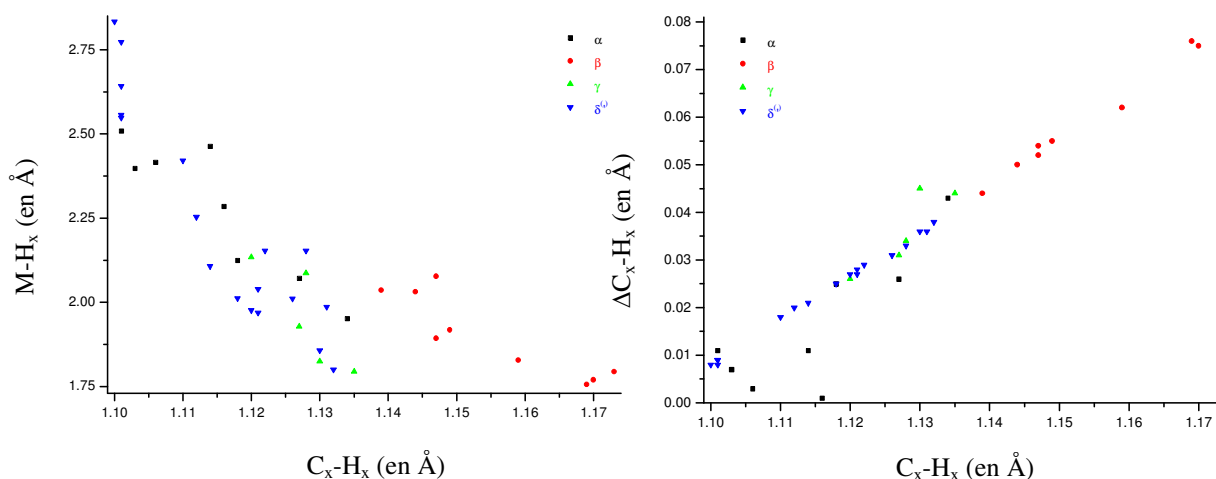 M-Hₓ (en Å)
2.75
2.50
2.25
2.00
1.75
α
β
γ
δ⁽'⁾
1.10 1.11 1.12 1.13 1.14 1.15 1.16 1.17
Cₓ-Hₓ (en Å)
ΔCₓ-Hₓ (en Å)
0.08
0.07
0.06
0.05
0.04
0.03
0.02
0.01
0.00
α
β
γ
δ⁽'⁾
1.10 1.11 1.12 1.13 1.14 1.15 1.16 1.17
Cₓ-Hₓ (en Å)